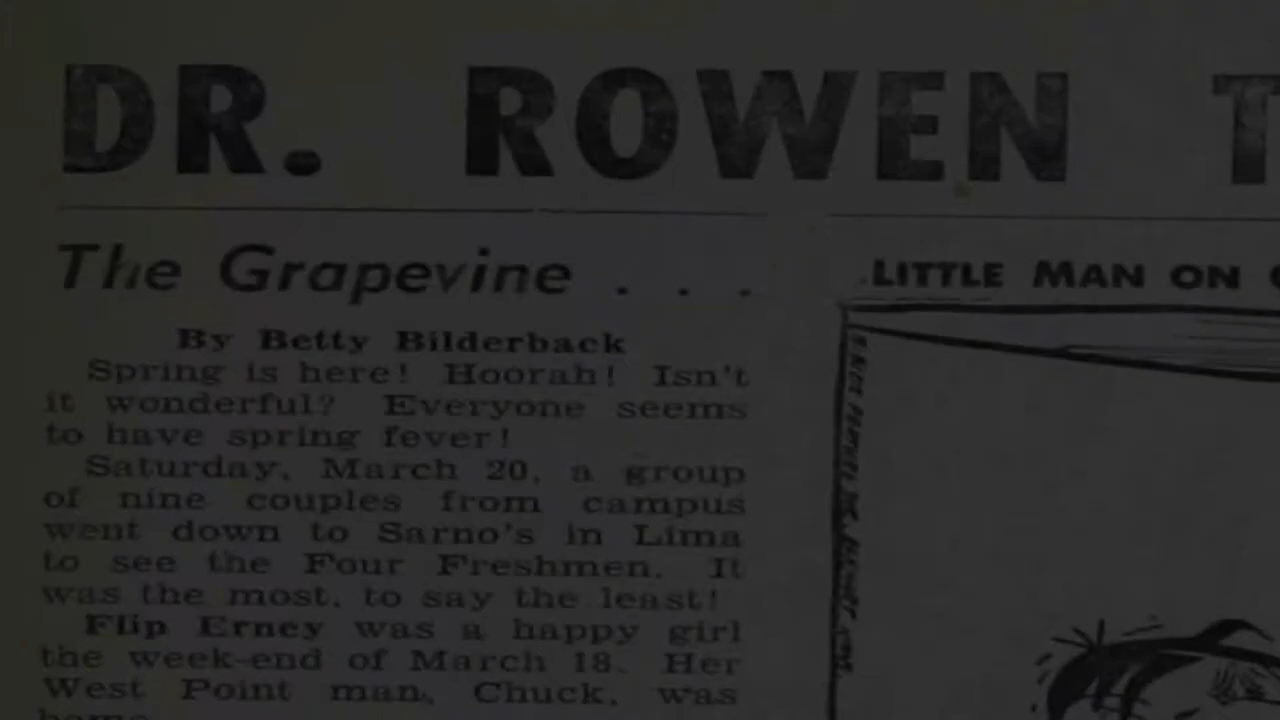 DR. ROWEN T
The Grapevine . . .
By Betty Bilderback
Spring is here! Hoorah! Isn't
it wonderful? Everyone seems
to have spring fever!
Saturday, March 20, a group
of nine couples from campus
went down to Sarno's in Lima
to see the Four Freshmen. It
was the most, to say the least!
Flip Erney was a happy girl
the week-end of March 18. Her
West Point man, Chuck, was
home
LITTLE MAN ON